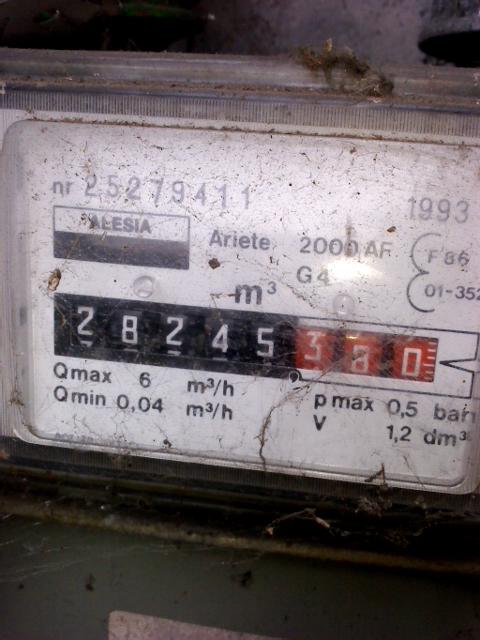 nr 25279411
1993
ALESIA
Ariete 2000 AF
G4
F86
01-352
m³
28245380
Qmax 6 m³/h
Qmin 0,04 m³/h
pmax 0,5 bar
V 1,2 dm³